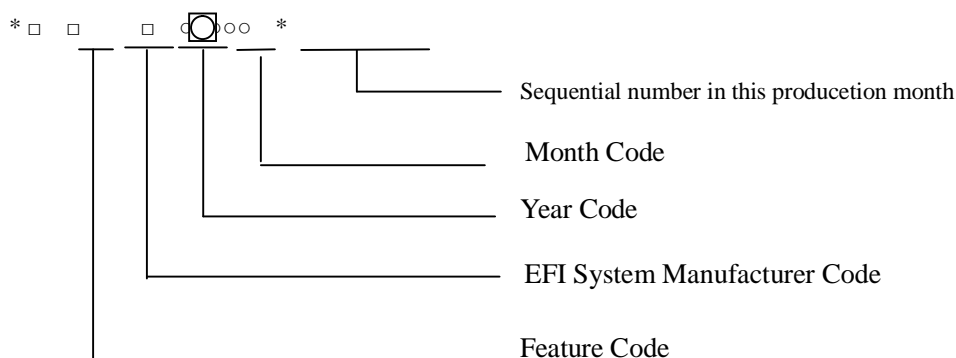 * □ □ □ ○○○○○ *
Sequential number in this producetion month
Month Code
Year Code
EFI System Manufacturer Code
Feature Code